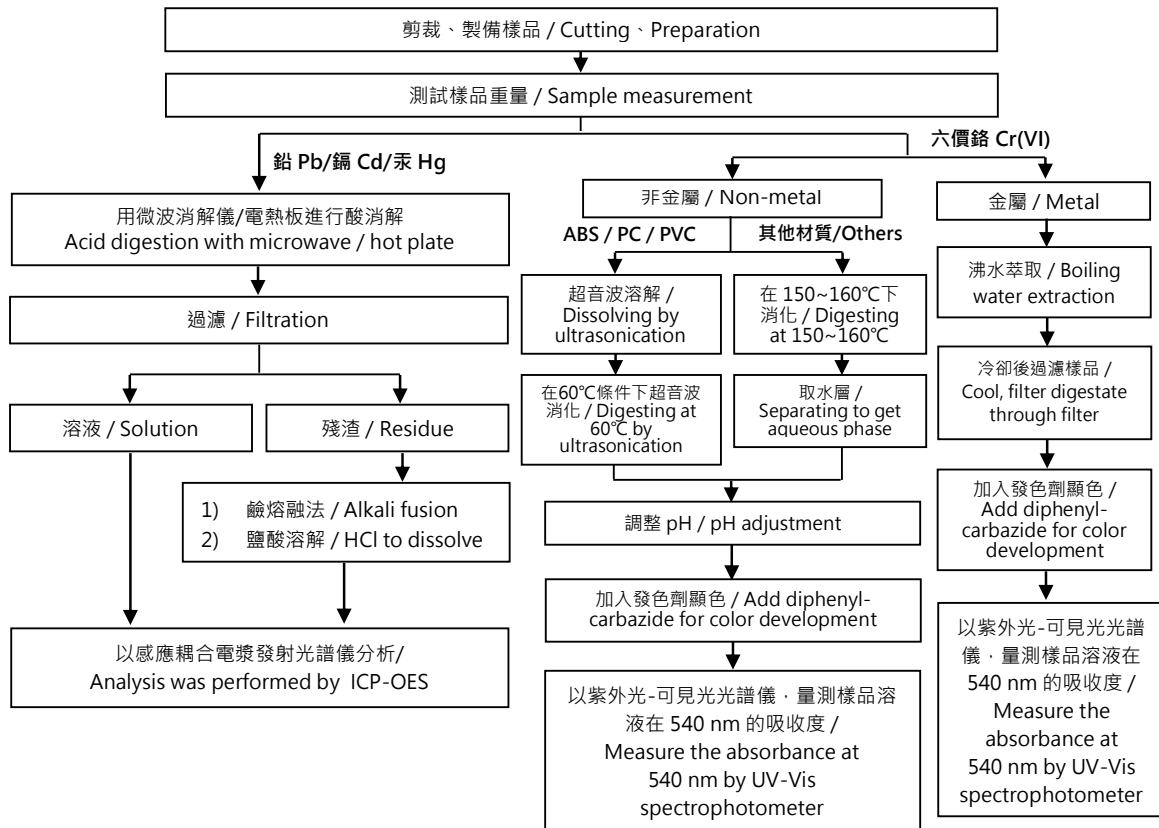 剪裁、製備樣品 / Cutting、Preparation
測試樣品重量 / Sample measurement
鉛 Pb/鎘 Cd/汞 Hg
六價鉻 Cr(VI)
用微波消解儀/電熱板進行酸消解
Acid digestion with microwave / hot plate
過濾 / Filtration
溶液 / Solution
殘渣 / Residue
1) 鹼熔融法 / Alkali fusion
2) 鹽酸溶解 / HCl to dissolve
以感應耦合電漿發射光譜儀分析/
Analysis was performed by ICP-OES
非金屬 / Non-metal
ABS / PC / PVC
其他材質/Others
超音波溶解 /
Dissolving by
ultrasonication
在60℃條件下超音波
消化 / Digesting at
60℃ by
ultrasonication
在 150~160℃下
消化 / Digesting
at 150~160℃
取水層 /
Separating to get
aqueous phase
調整 pH / pH adjustment
加入發色劑顯色 / Add diphenyl-
carbazide for color development
以紫外光-可見光光譜儀，量測樣品溶
液在 540 nm 的吸收度 /
Measure the absorbance at
540 nm by UV-Vis
spectrophotometer
金屬 / Metal
沸水萃取 / Boiling
water extraction
冷卻後過濾樣品 /
Cool, filter digestate
through filter
加入發色劑顯色 /
Add diphenyl-
carbazide for color
development
以紫外光-可見光光譜
儀，量測樣品溶液在
540 nm 的吸收度 /
Measure the
absorbance at
540 nm by UV-Vis
spectrophotometer